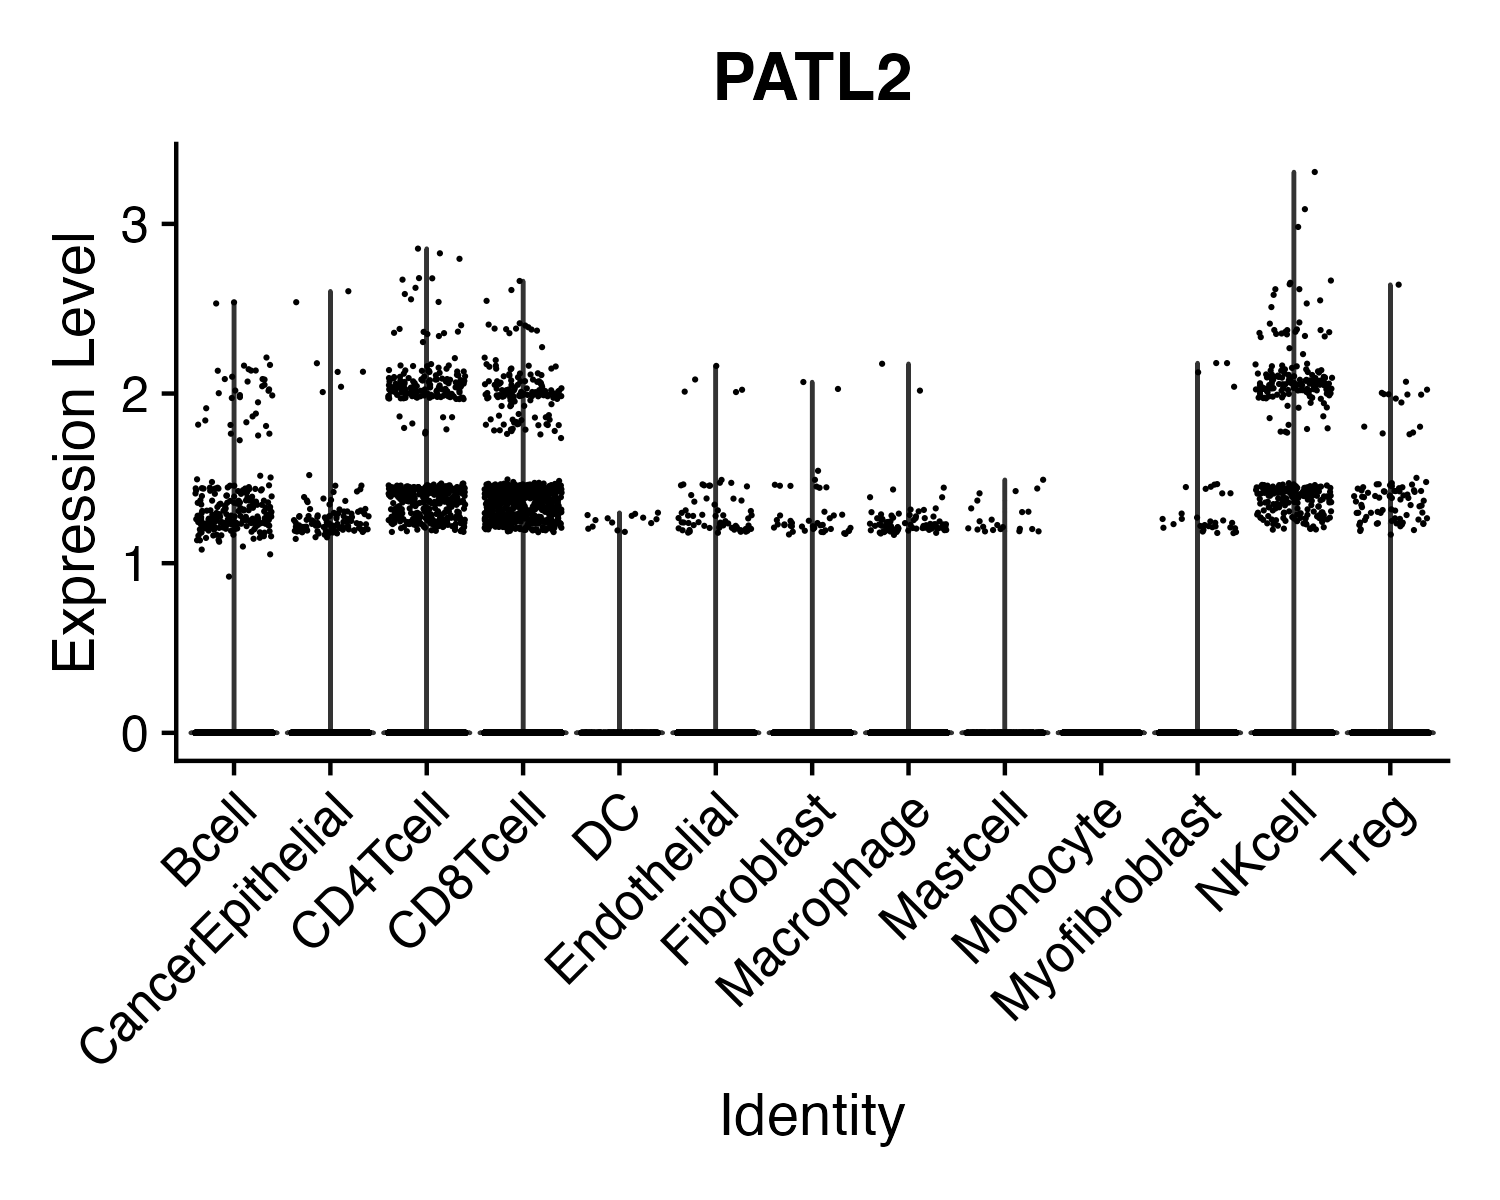 PATL2
Expression Level
3
2
1
0
Bcell
CancerEpithelial
CD4Tcell
CD8Tcell
DC
Endothelial
Fibroblast
Macrophage
Mastcell
Monocyte
Myofibroblast
NKcell
Treg
Identity